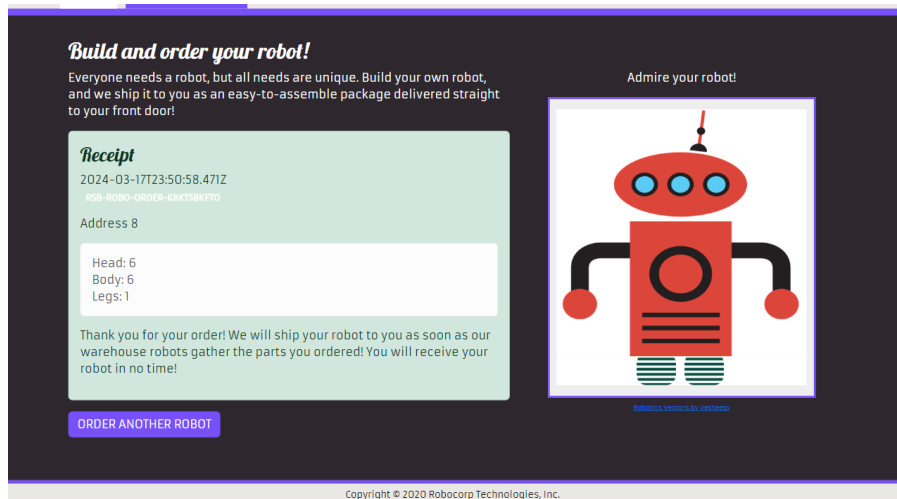 Build and order your robot!
Everyone needs a robot, but all needs are unique. Build your own robot,
and we ship it to you as an easy-to-assemble package delivered straight
to your front door!
Receipt
2024-03-17T23:50:58.471Z
Address 8
Head: 6
Body: 6
Legs: 1
Thank you for your order! We will ship your robot to you as soon as our
warehouse robots gather the parts you ordered! You will receive your
robot in no time!
ORDER ANOTHER ROBOT
Admire your robot!
Robotics Vectors by Vecteezy
Copyright © 2020 Robocorp Technologies, Inc.